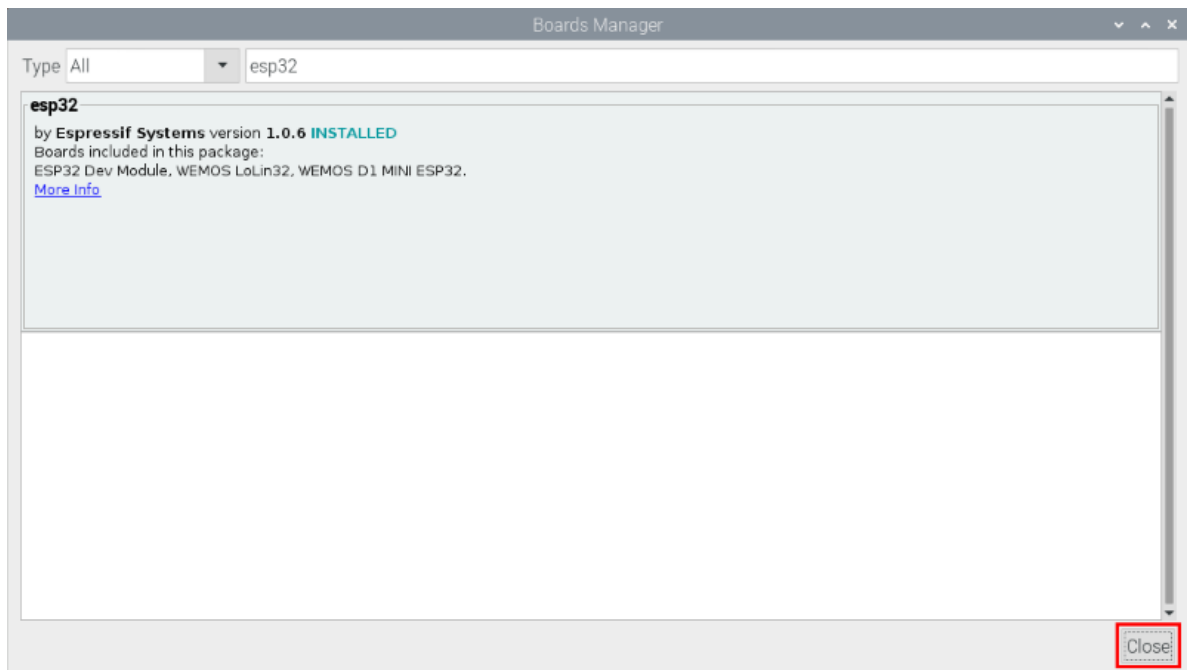 Boards Manager
Type All esp32
esp32
by Espressif Systems version 1.0.6 INSTALLED
Boards included in this package:
ESP32 Dev Module, WEMOS LoLin32, WEMOS D1 MINI ESP32.
More Info
Close